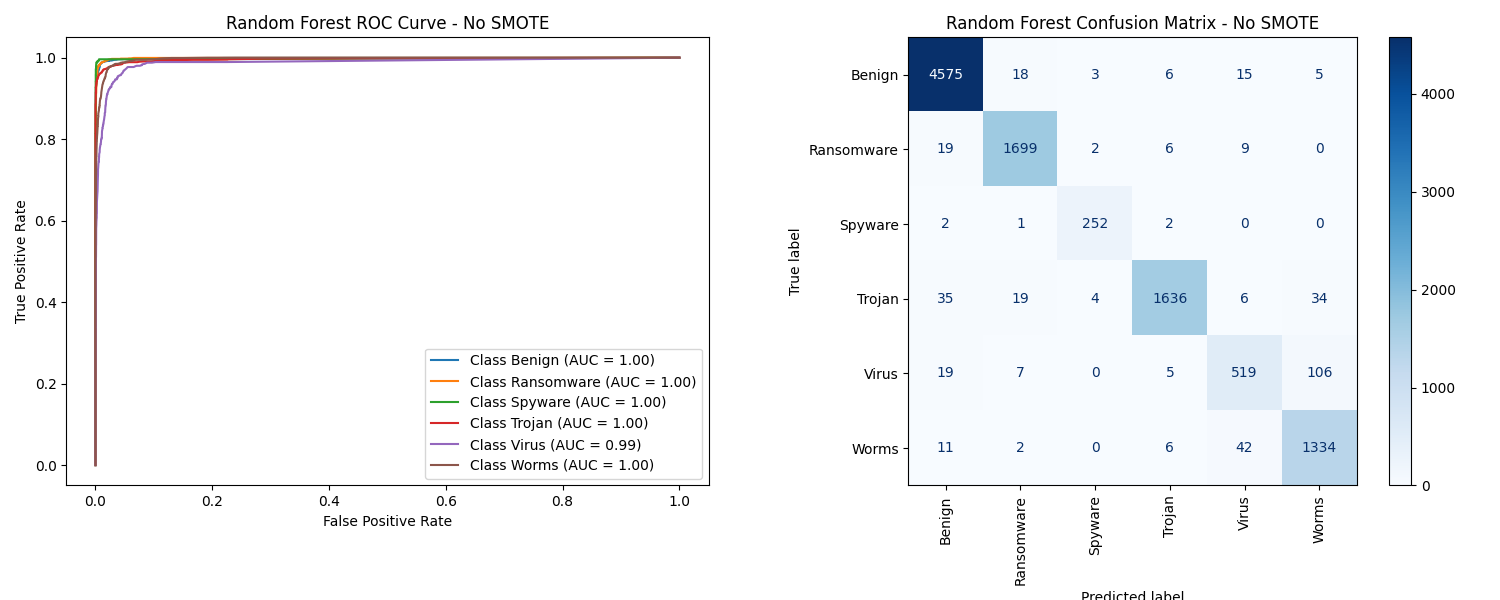 Random Forest ROC Curve - No SMOTE
1.0
0.8
0.6
0.4
0.2
0.0
True Positive Rate
0.0 0.2 0.4 0.6 0.8 1.0
False Positive Rate
Class Benign (AUC = 1.00)
Class Ransomware (AUC = 1.00)
Class Spyware (AUC = 1.00)
Class Trojan (AUC = 1.00)
Class Virus (AUC = 0.99)
Class Worms (AUC = 1.00)
Random Forest Confusion Matrix - No SMOTE
True label
Benign 4575 18 3 6 15 5
Ransomware 19 1699 2 6 9 0
Spyware 2 1 252 2 0 0
Trojan 35 19 4 1636 6 34
Virus 19 7 0 5 519 106
Worms 11 2 0 6 42 1334
Benign Ransomware Spyware Trojan Virus Worms
Predicted label
4000
3000
2000
1000
0